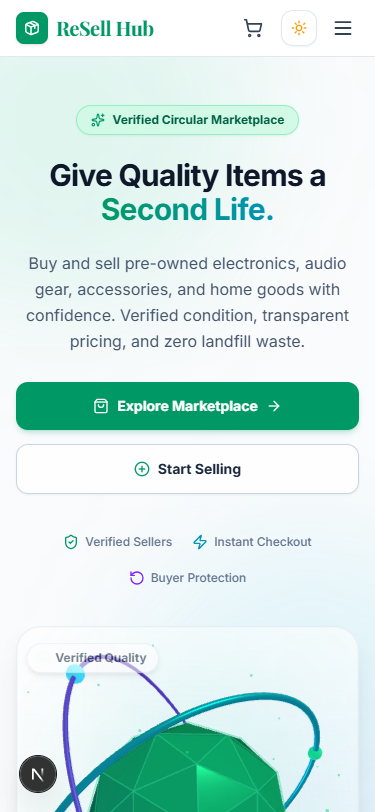 ReSell Hub
Verified Circular Marketplace
Give Quality Items a
Second Life.
Buy and sell pre-owned electronics, audio
gear, accessories, and home goods with
confidence. Verified condition, transparent
pricing, and zero landfill waste.
Explore Marketplace
Start Selling
Verified Sellers
Instant Checkout
Buyer Protection
Verified Quality
N